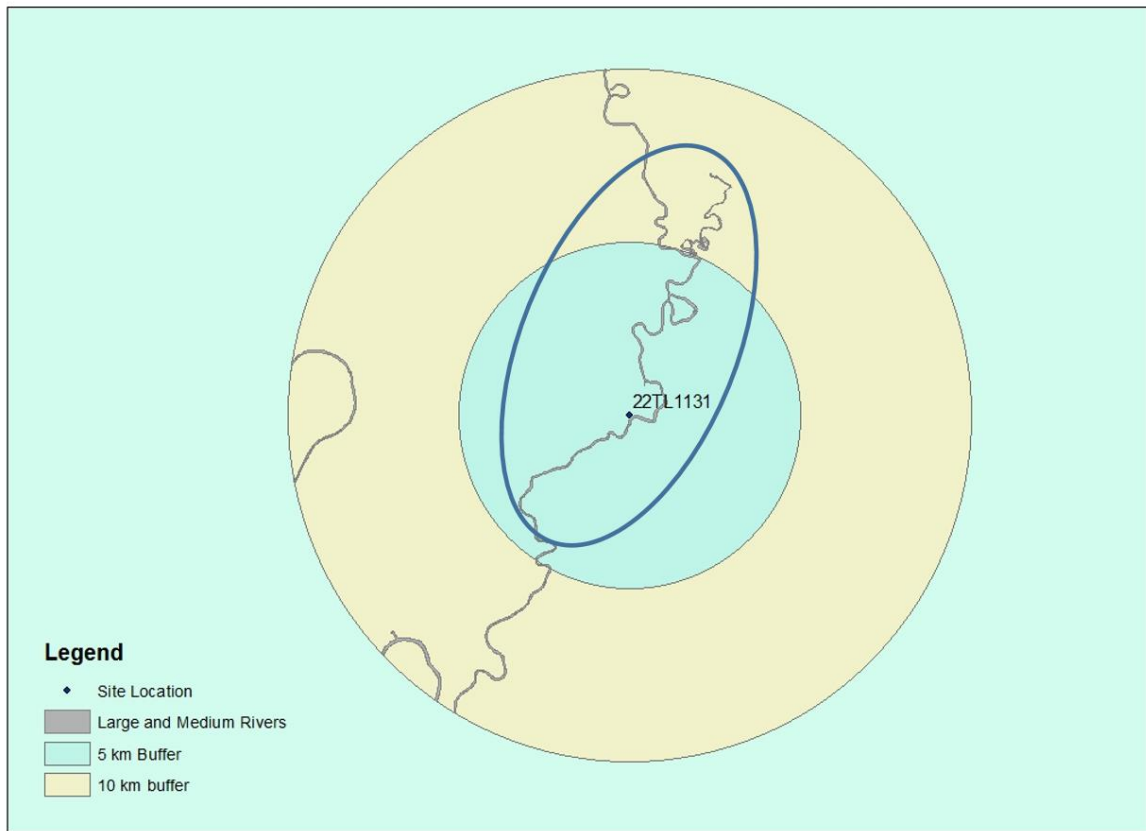 22TL1131
Legend
Site Location
Large and Medium Rivers
5 km Buffer
10 km buffer